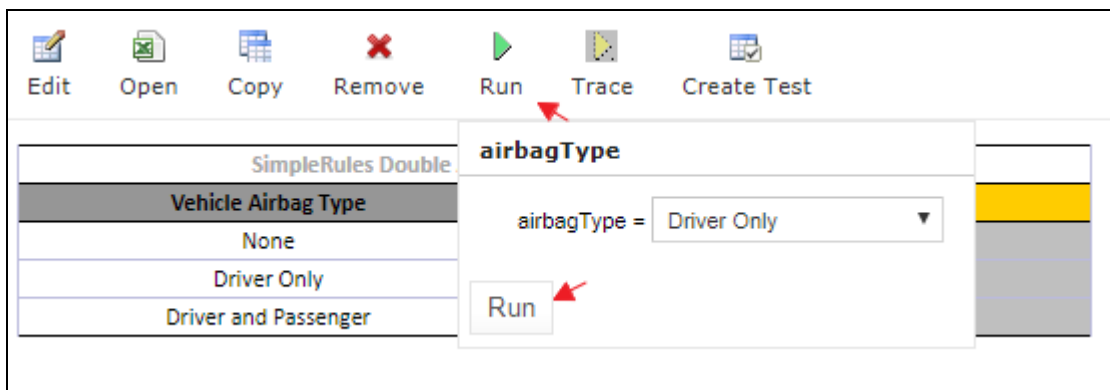 Edit Open Copy Remove Run Trace Create Test
SimpleRules Double
airbagType
Vehicle Airbag Type
airbagType = Driver Only
None
Driver Only
Driver and Passenger
Run